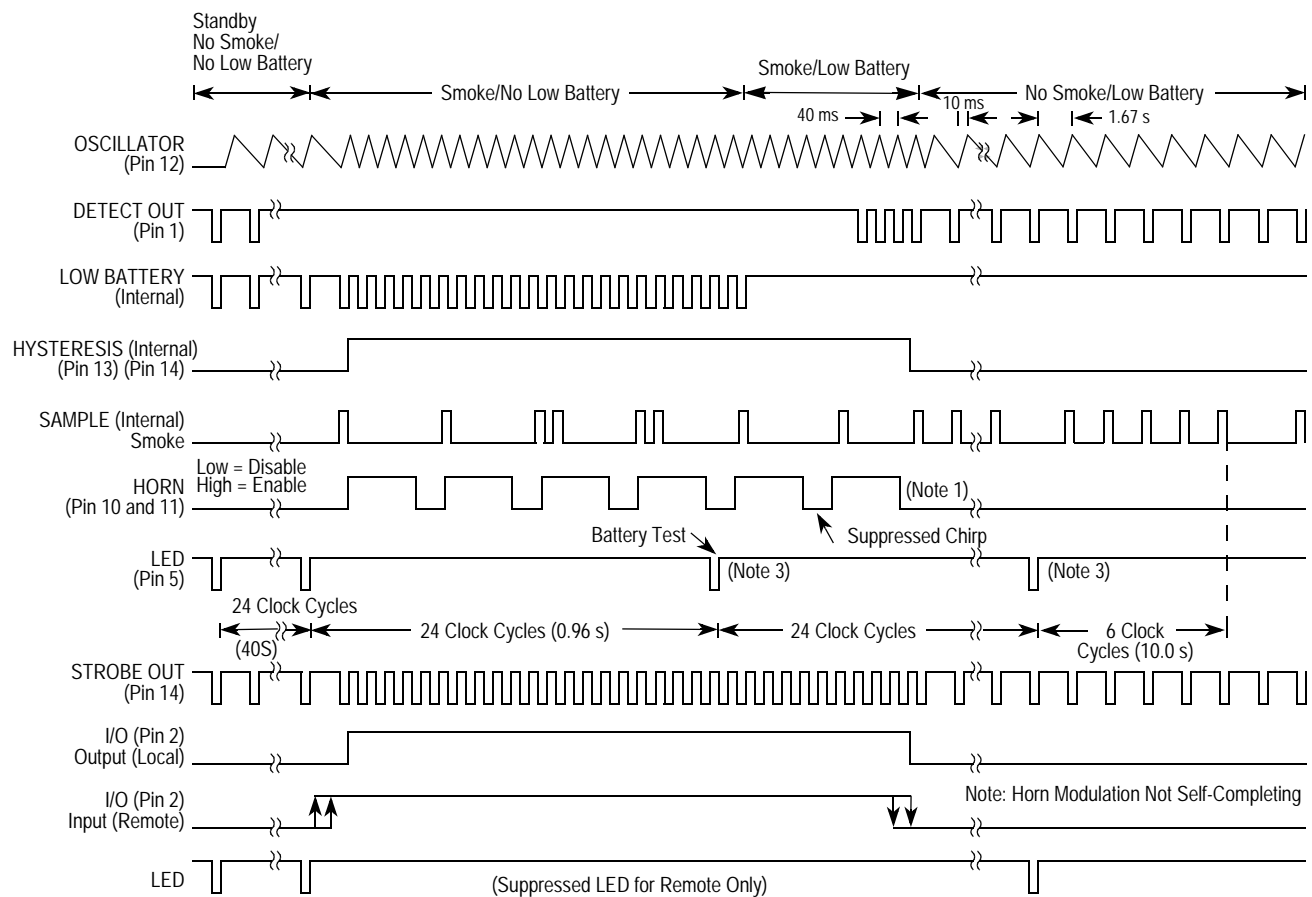 Standby
No Smoke/
No Low Battery
Smoke/No Low Battery
Smoke/Low Battery
No Smoke/Low Battery
40 ms
10 ms
1.67 s
OSCILLATOR
(Pin 12)
DETECT OUT
(Pin 1)
LOW BATTERY
(Internal)
HYSTERESIS (Internal)
(Pin 13) (Pin 14)
SAMPLE (Internal)
Smoke
Low = Disable
High = Enable
HORN
(Pin 10 and 11)
(Note 1)
Battery Test
Suppressed Chirp
LED
(Pin 5)
(Note 3)
(Note 3)
24 Clock Cycles
(40S)
24 Clock Cycles (0.96 s)
24 Clock Cycles
6 Clock
Cycles (10.0 s)
STROBE OUT
(Pin 14)
I/O (Pin 2)
Output (Local)
I/O (Pin 2)
Input (Remote)
Note: Horn Modulation Not Self-Completing
LED
(Suppressed LED for Remote Only)